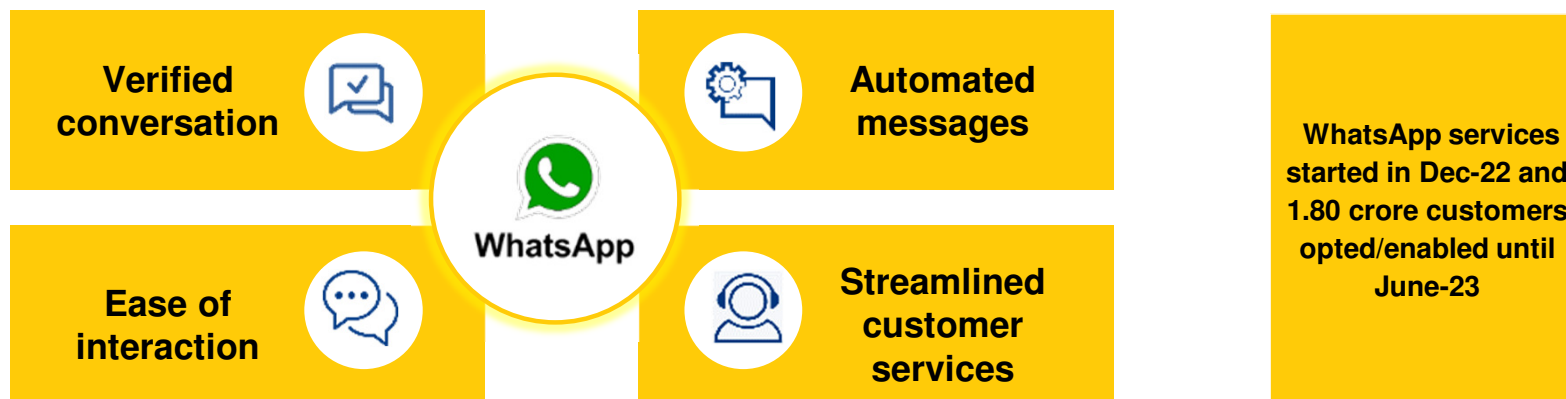 Verified
conversation
Automated
messages
WhatsApp
Ease of
interaction
Streamlined
customer
services
WhatsApp services
started in Dec-22 and
1.80 crore customers
opted/enabled until
June-23